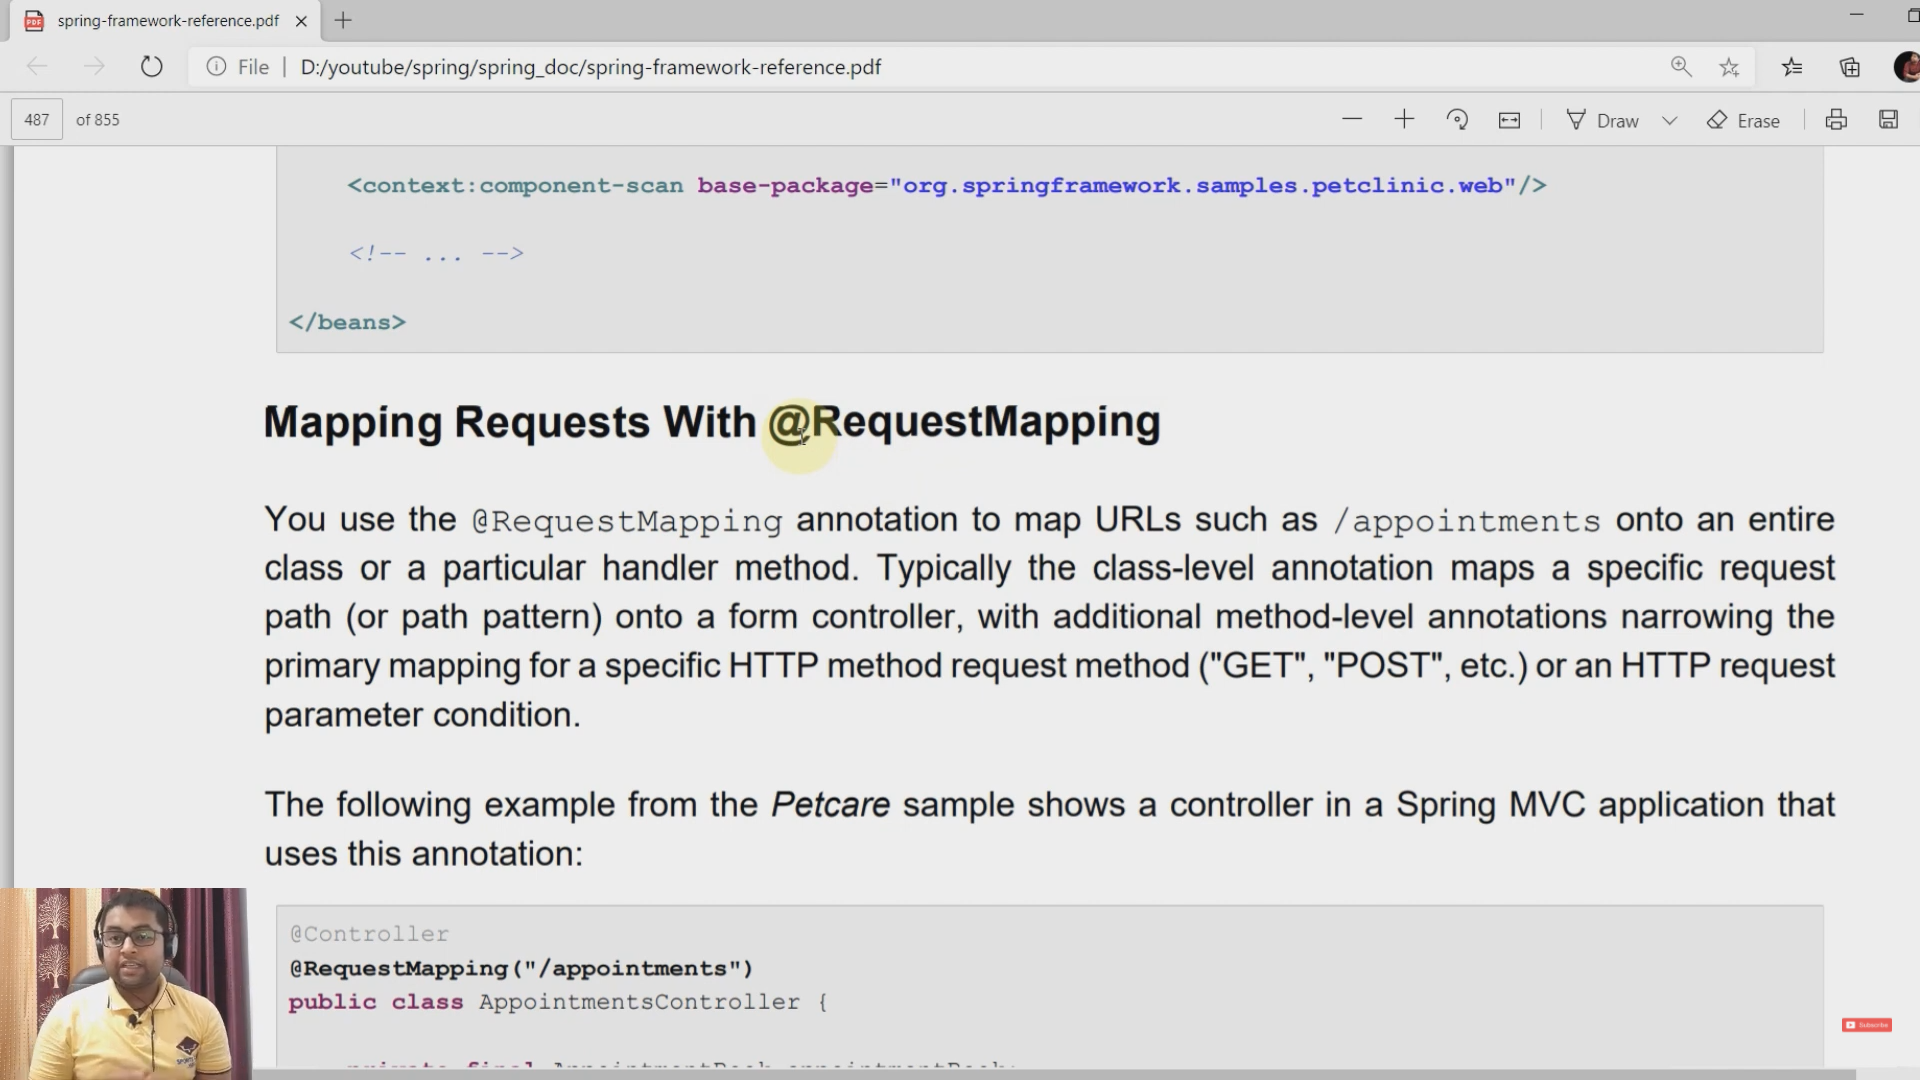 spring-framework-reference.pdf
File | D:/youtube/spring/spring_doc/spring-framework-reference.pdf
487 of 855
Draw
Erase
<context:component-scan base-package="org.springframework.samples.petclinic.web"/>
<!-- ... -->
</beans>
Mapping Requests With @RequestMapping
You use the @RequestMapping annotation to map URLs such as /appointments onto an entire
class or a particular handler method. Typically the class-level annotation maps a specific request
path (or path pattern) onto a form controller, with additional method-level annotations narrowing the
primary mapping for a specific HTTP method request method ("GET", "POST", etc.) or an HTTP request
parameter condition.
The following example from the Petcare sample shows a controller in a Spring MVC application that
uses this annotation:
@Controller
@RequestMapping("/appointments")
public class AppointmentsController {
private final AppointmentBook appointmentBook;
Subscribe